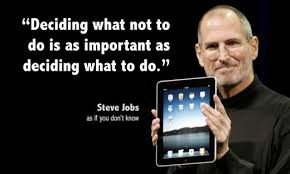 “Deciding what not to
do is as important as
deciding what to do.”
Steve Jobs
as if you don't know